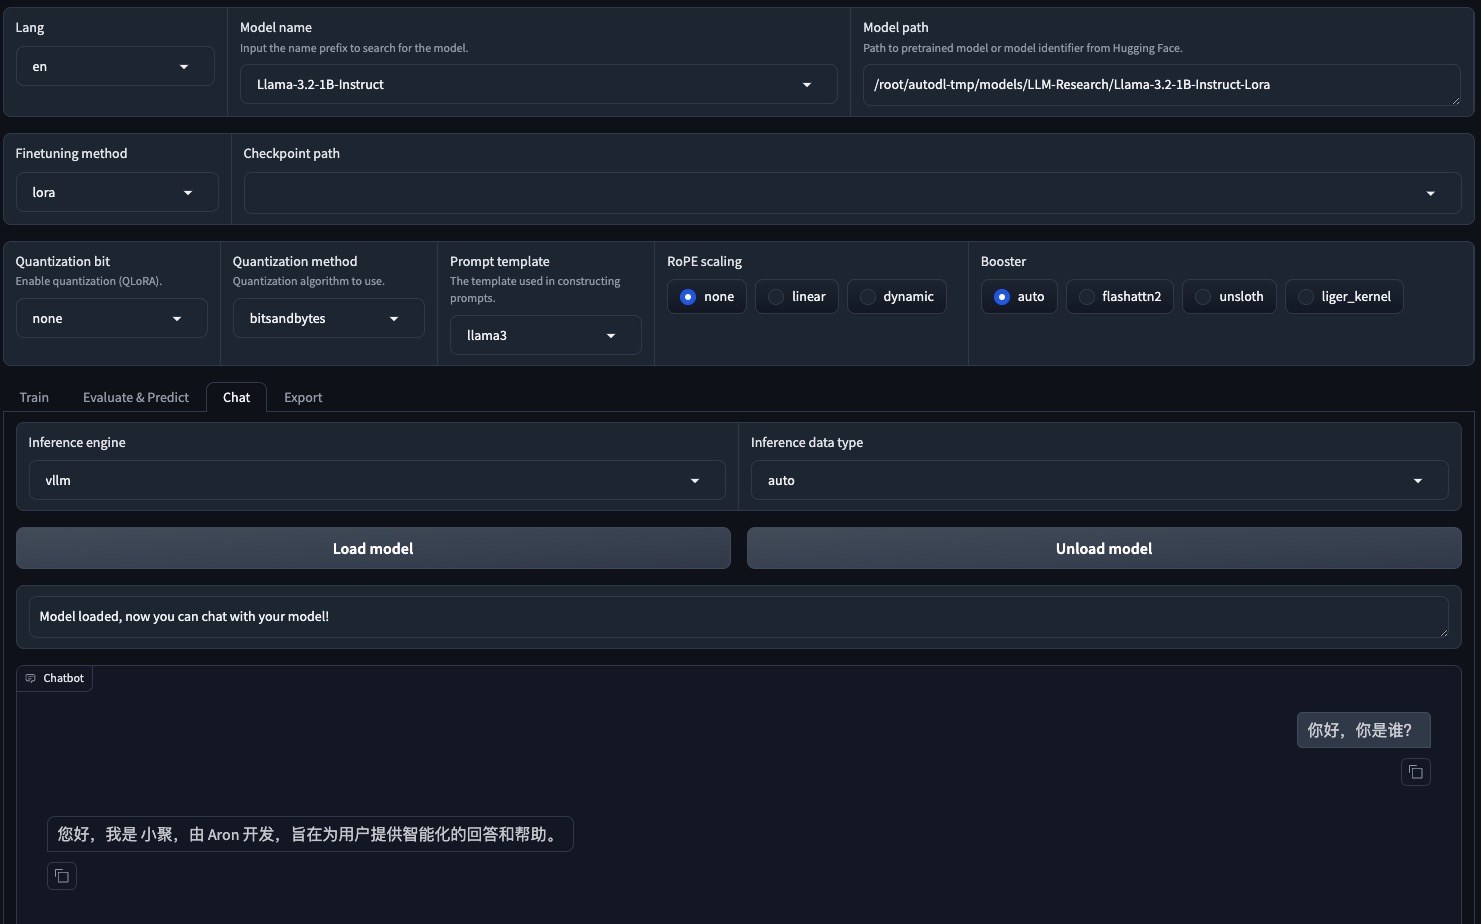 Lang
en
Model name
Input the name prefix to search for the model.
Llama-3.2-1B-Instruct
Model path
Path to pretrained model or model identifier from Hugging Face.
/root/autodl-tmp/models/LLM-Research/Llama-3.2-1B-Instruct-Lora
Finetuning method
lora
Checkpoint path
Quantization bit
Enable quantization (QLoRA).
none
Quantization method
Quantization algorithm to use.
bitsandbytes
Prompt template
The template used in constructing
prompts.
llama3
RoPE scaling
none linear dynamic
Booster
auto flashattn2 unsloth liger_kernel
Train Evaluate & Predict Chat Export
Inference engine
vllm
Inference data type
auto
Load model Unload model
Model loaded, now you can chat with your model!
Chatbot
你好，你是谁？
您好，我是 小聚，由 Aron 开发，旨在为用户提供智能化的回答和帮助。